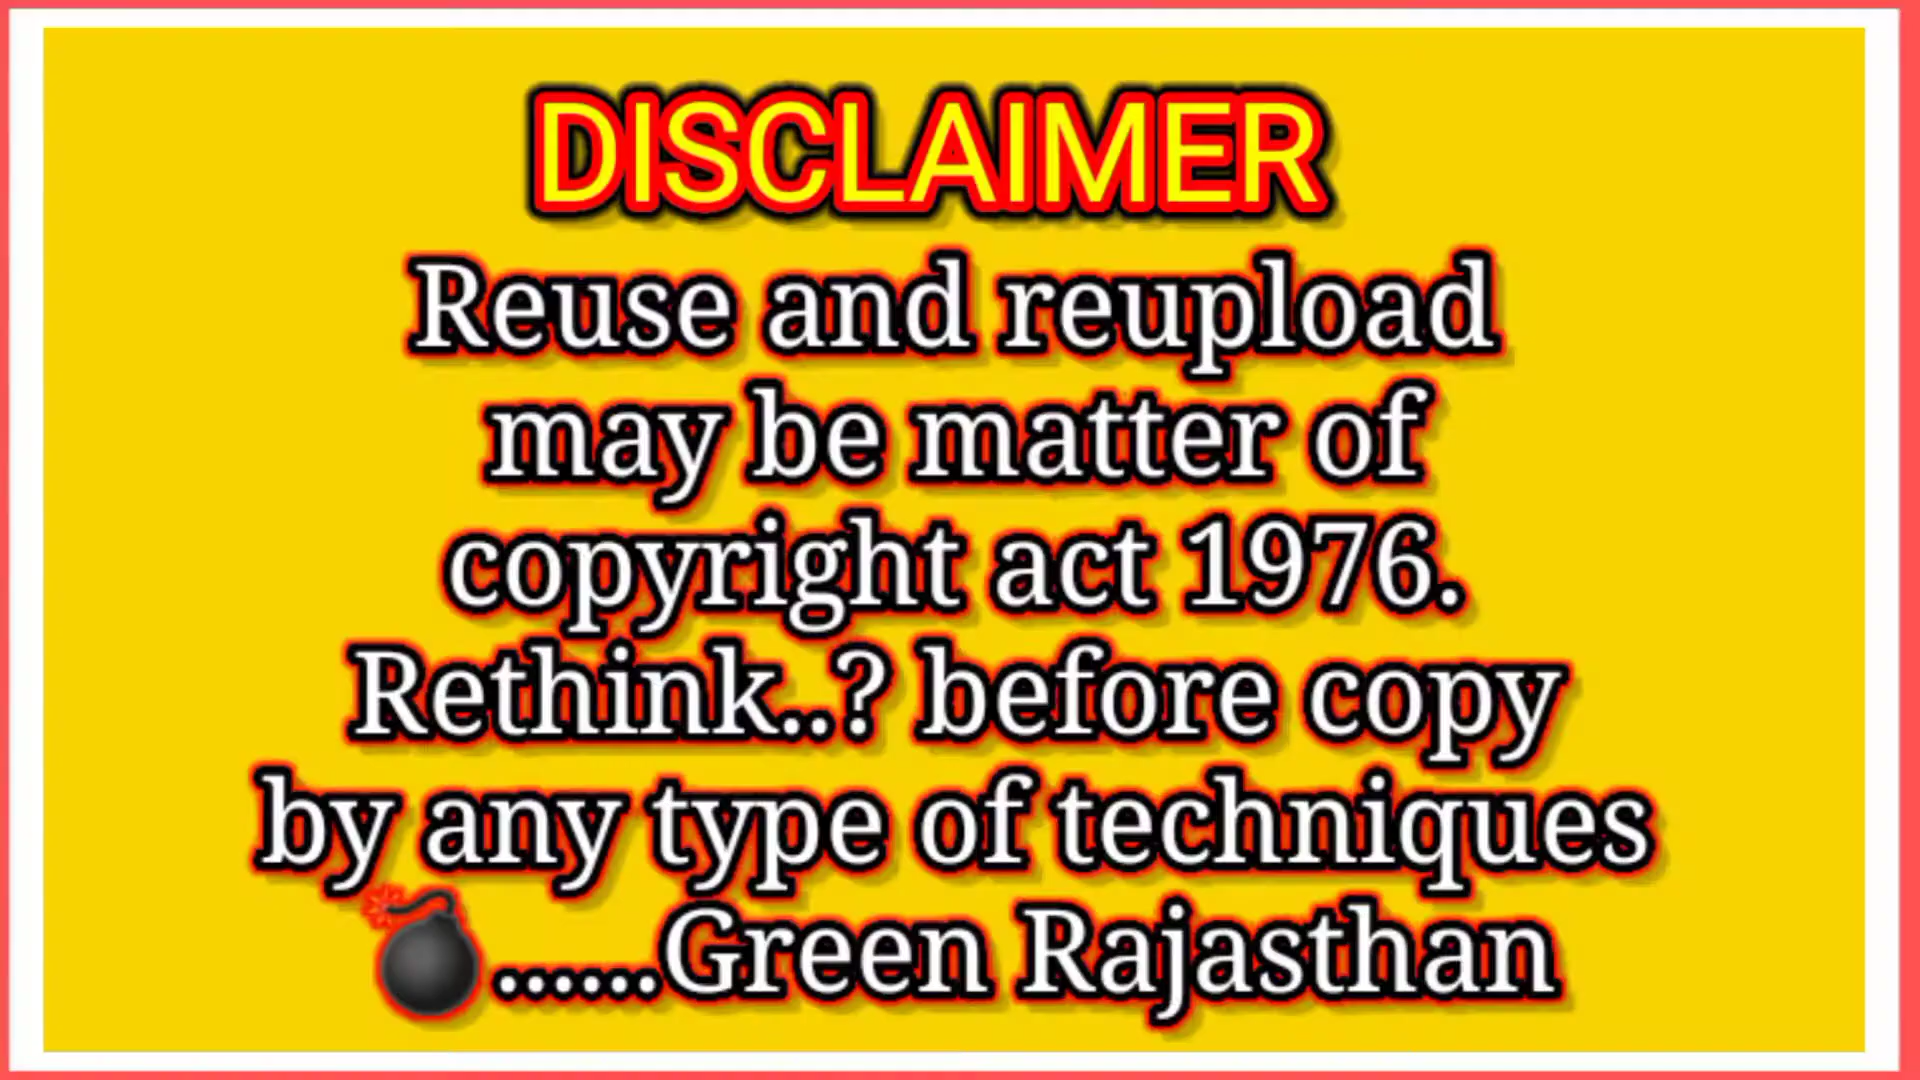 DISCLAIMER
Reuse and reupload
may be matter of
copyright act 1976.
Rethink..? before copy
by any type of techniques
💣......Green Rajasthan